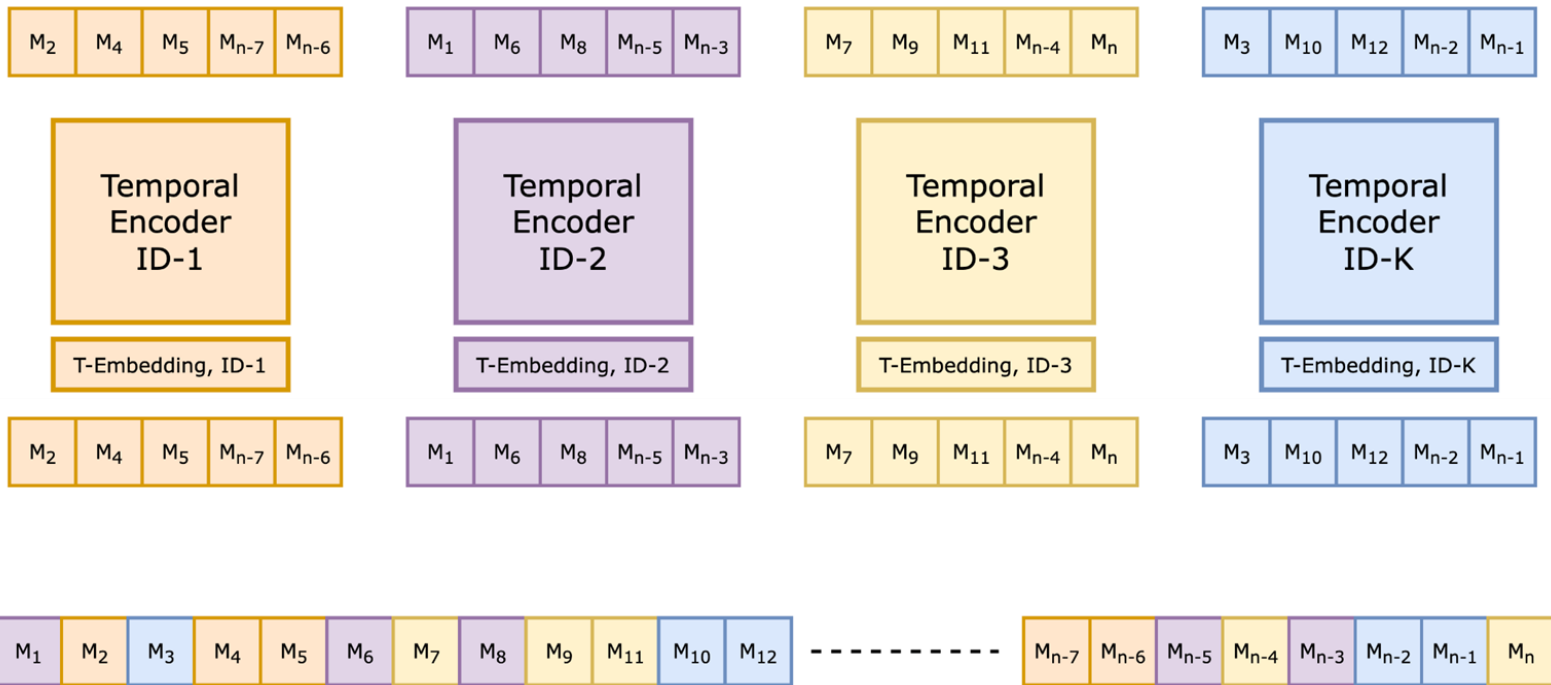 M₂ M₄ M₅ Mₙ₋₇ Mₙ₋₆ M₁ M₆ M₈ Mₙ₋₅ Mₙ₋₃ M₇ M₉ M₁₁ Mₙ₋₄ Mₙ M₃ M₁₀ M₁₂ Mₙ₋₂ Mₙ₋₁
Temporal
Encoder
ID-1
Temporal
Encoder
ID-2
Temporal
Encoder
ID-3
Temporal
Encoder
ID-K
T-Embedding, ID-1
T-Embedding, ID-2
T-Embedding, ID-3
T-Embedding, ID-K
M₂ M₄ M₅ Mₙ₋₇ Mₙ₋₆ M₁ M₆ M₈ Mₙ₋₅ Mₙ₋₃ M₇ M₉ M₁₁ Mₙ₋₄ Mₙ M₃ M₁₀ M₁₂ Mₙ₋₂ Mₙ₋₁
M₁ M₂ M₃ M₄ M₅ M₆ M₇ M₈ M₉ M₁₁ M₁₀ M₁₂ Mₙ₋₇ Mₙ₋₆ Mₙ₋₅ Mₙ₋₄ Mₙ₋₃ Mₙ₋₂ Mₙ₋₁ Mₙ